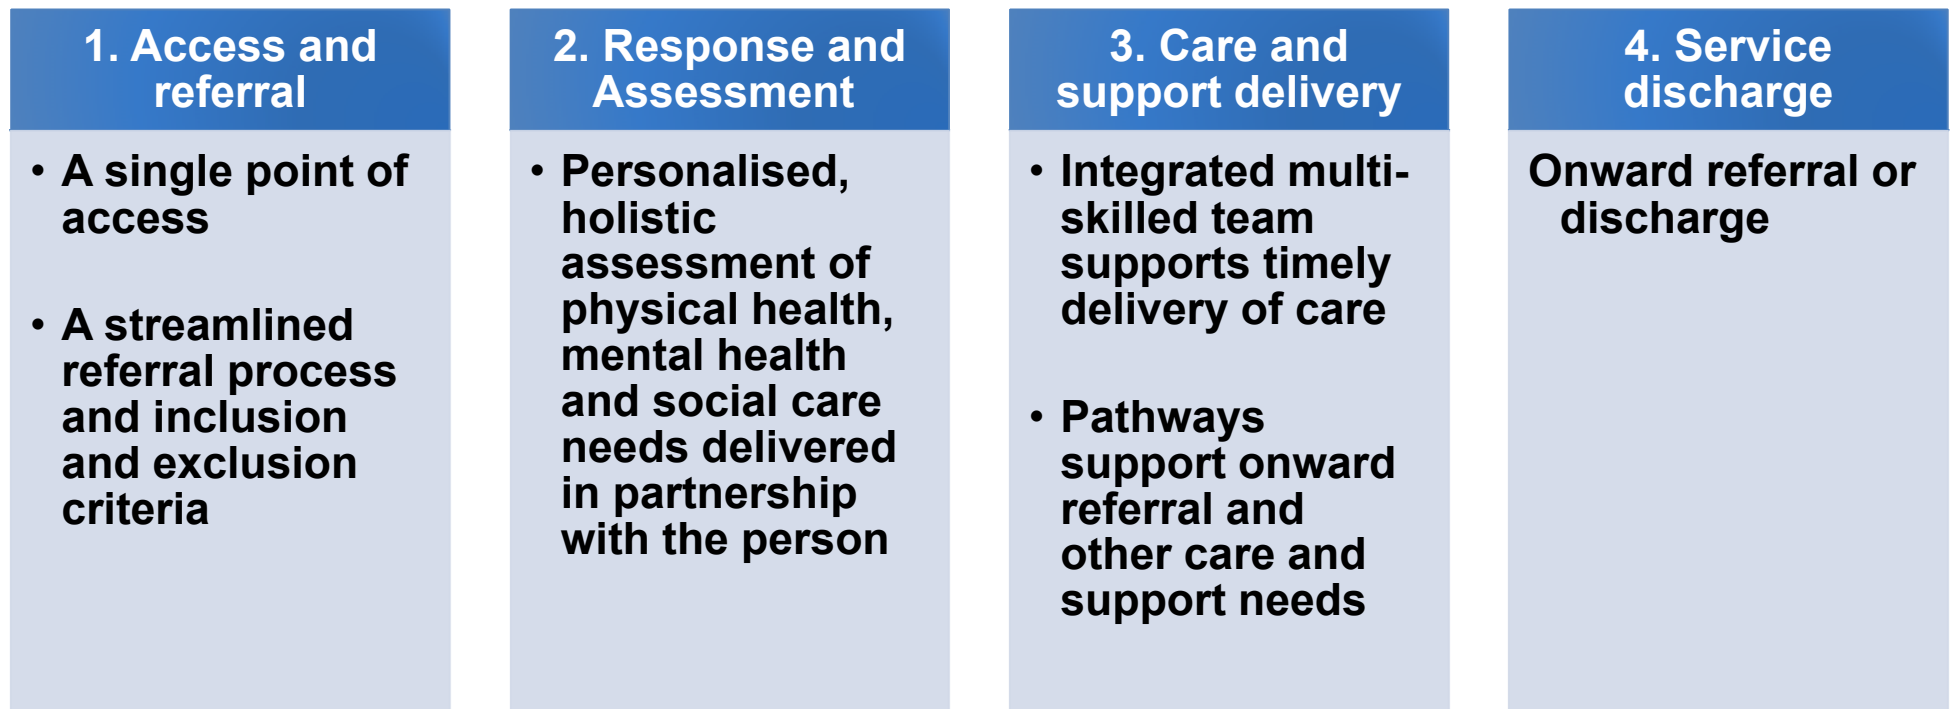 1. Access and
referral
• A single point of
access
• A streamlined
referral process
and inclusion
and exclusion
criteria
2. Response and
Assessment
• Personalised,
holistic
assessment of
physical health,
mental health
and social care
needs delivered
in partnership
with the person
3. Care and
support delivery
• Integrated multi-
skilled team
supports timely
delivery of care
• Pathways
support onward
referral and
other care and
support needs
4. Service
discharge
Onward referral or
discharge